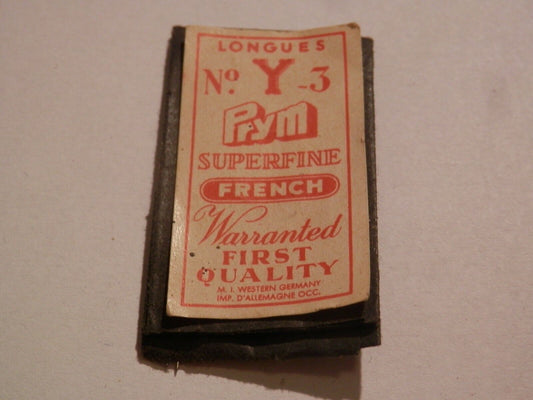 LONGUES
Nº. Y-3
Prym
SUPERFINE
FRENCH
Warranted
FIRST
QUALITY
M. I. WESTERN GERMANY
IMP. D'ALLEMAGNE OCC.